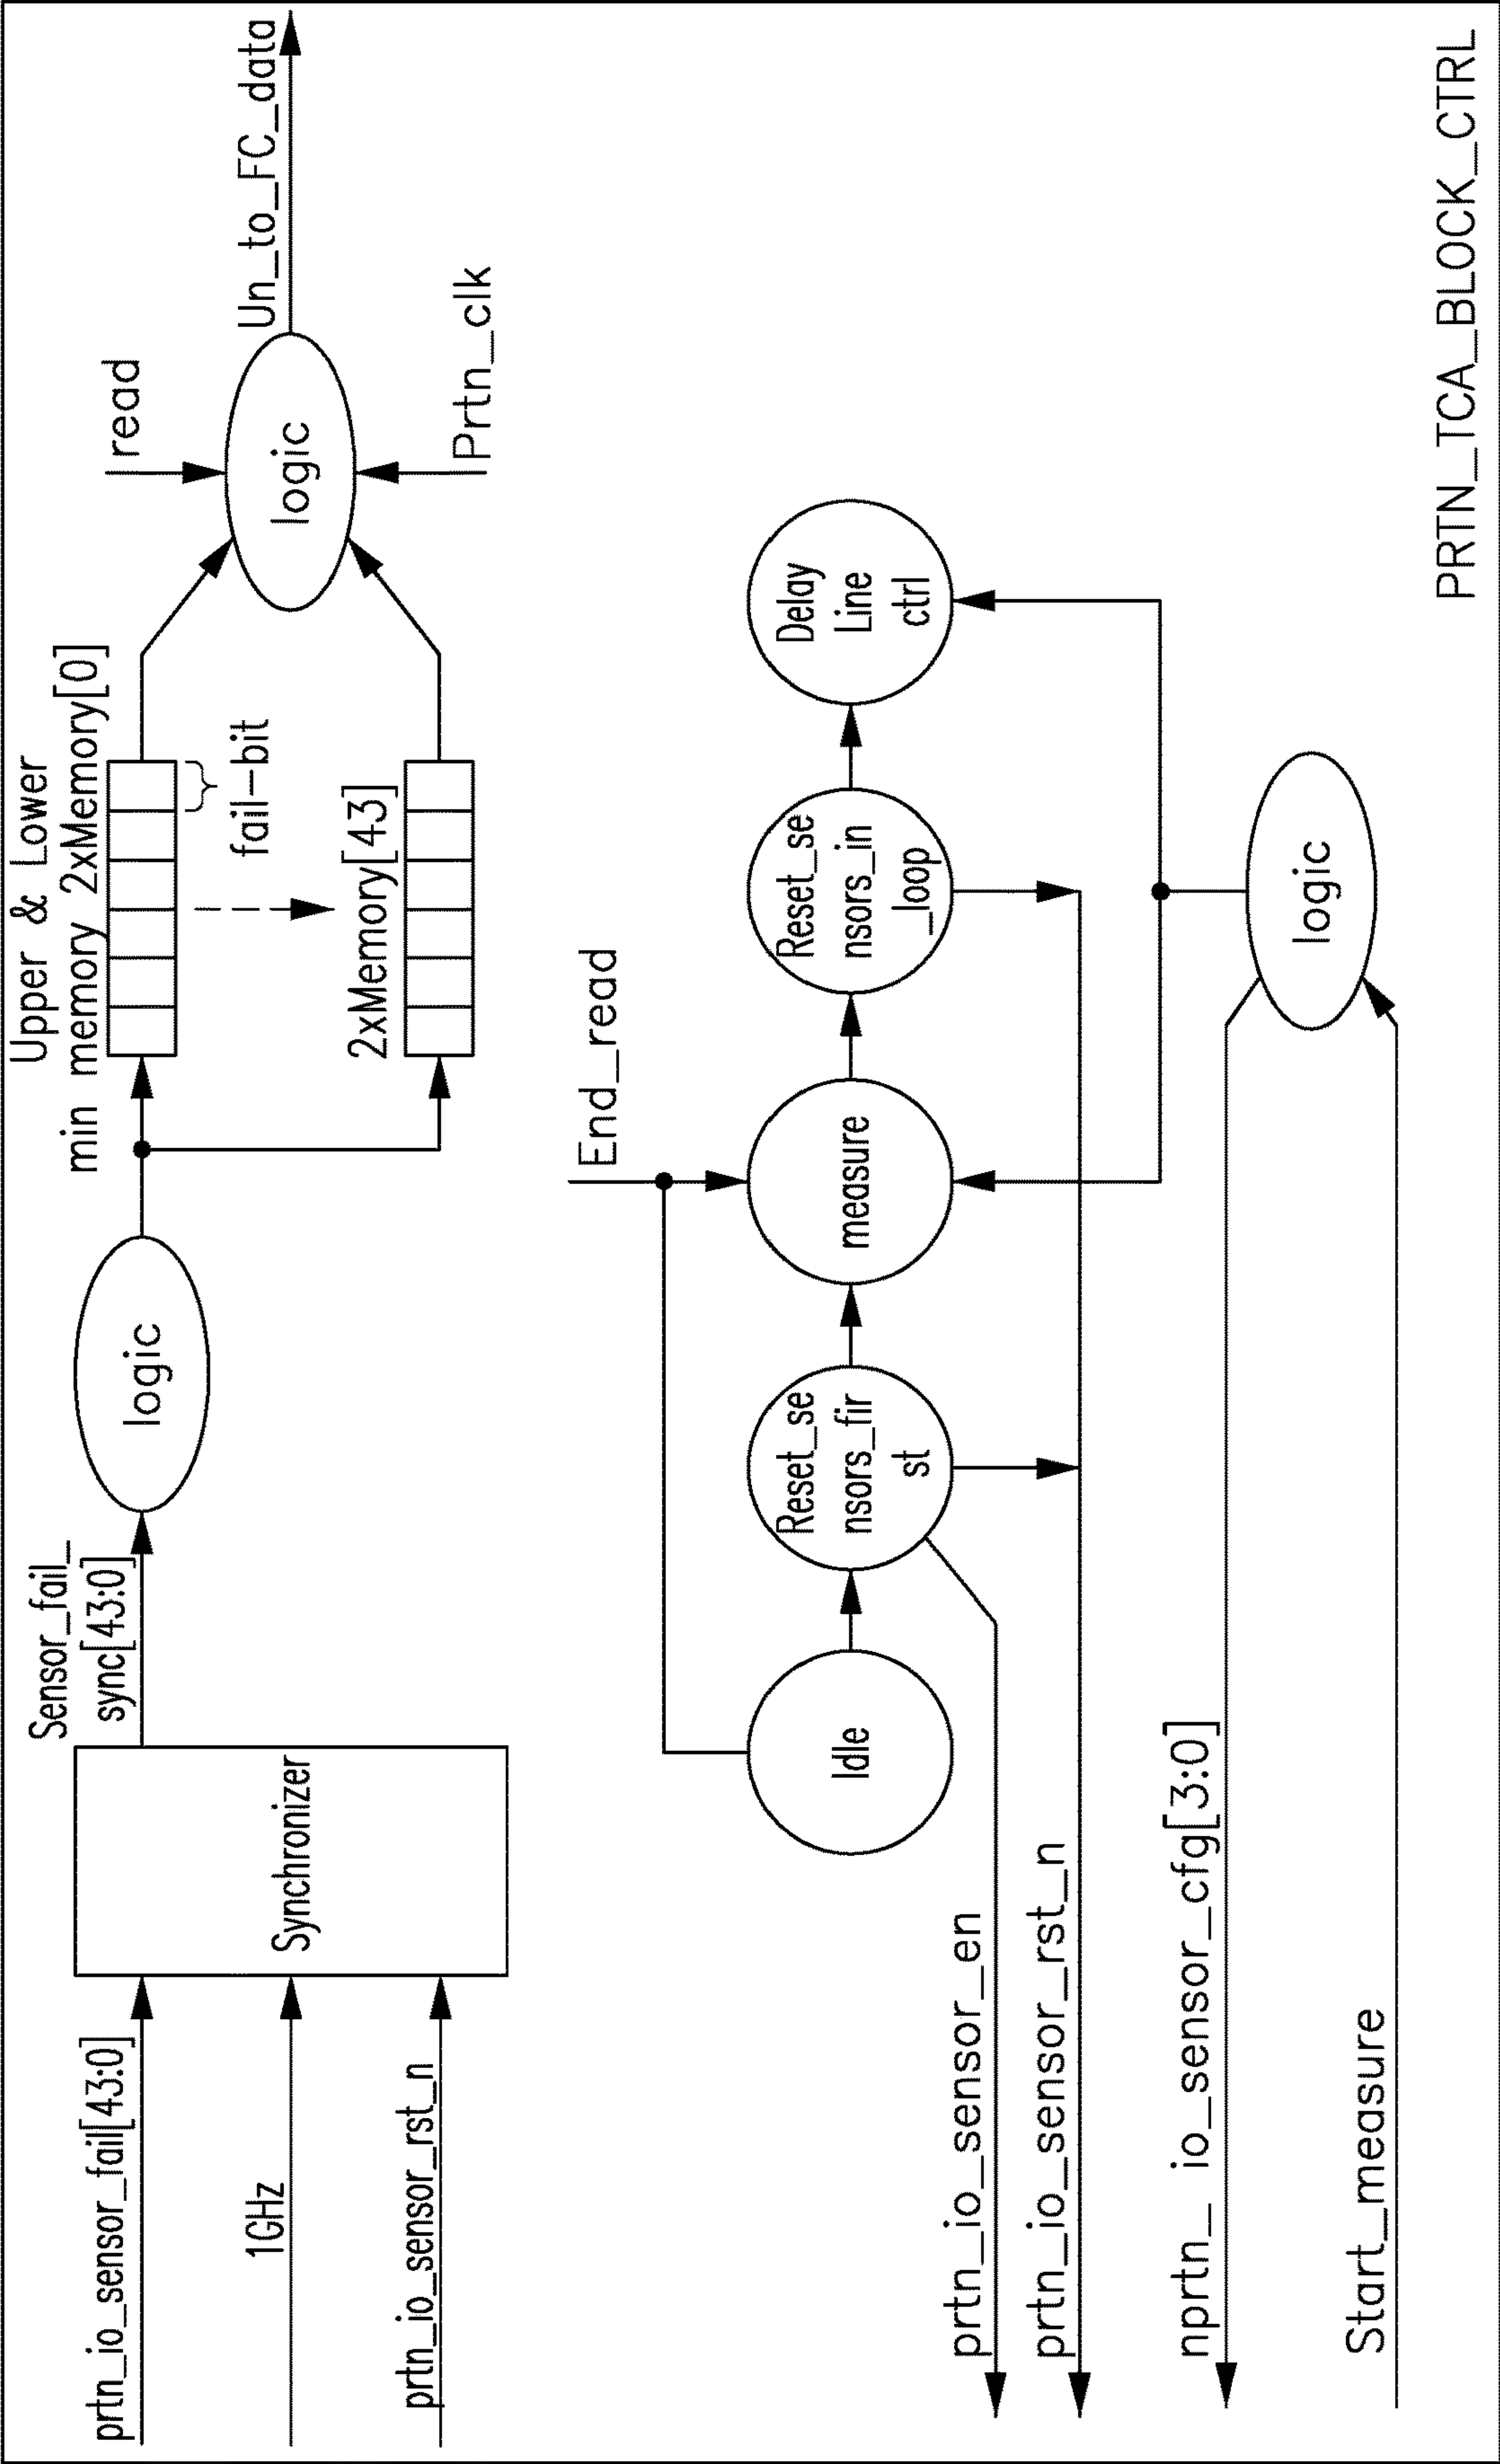 prtn_io_sensor_fail[43:0]
1GHz
prtn_io_sensor_rst_n
Synchronizer
Sensor_fail_
sync[43:0]
logic
Upper & Lower
min memory 2xMemory[0]
fail-bit
2xMemory[43]
read
logic
Prtn_clk
Un_to_FC_data
End_read
Idle
Reset_se
nsors_fir
st
measure
Reset_se
nsors_in
_loop
Delay
Line
ctrl
prtn_io_sensor_en
prtn_io_sensor_rst_n
nprtn_ io_sensor_cfg[3:0]
Start_measure
logic
PRTN_TCA_BLOCK_CTRL